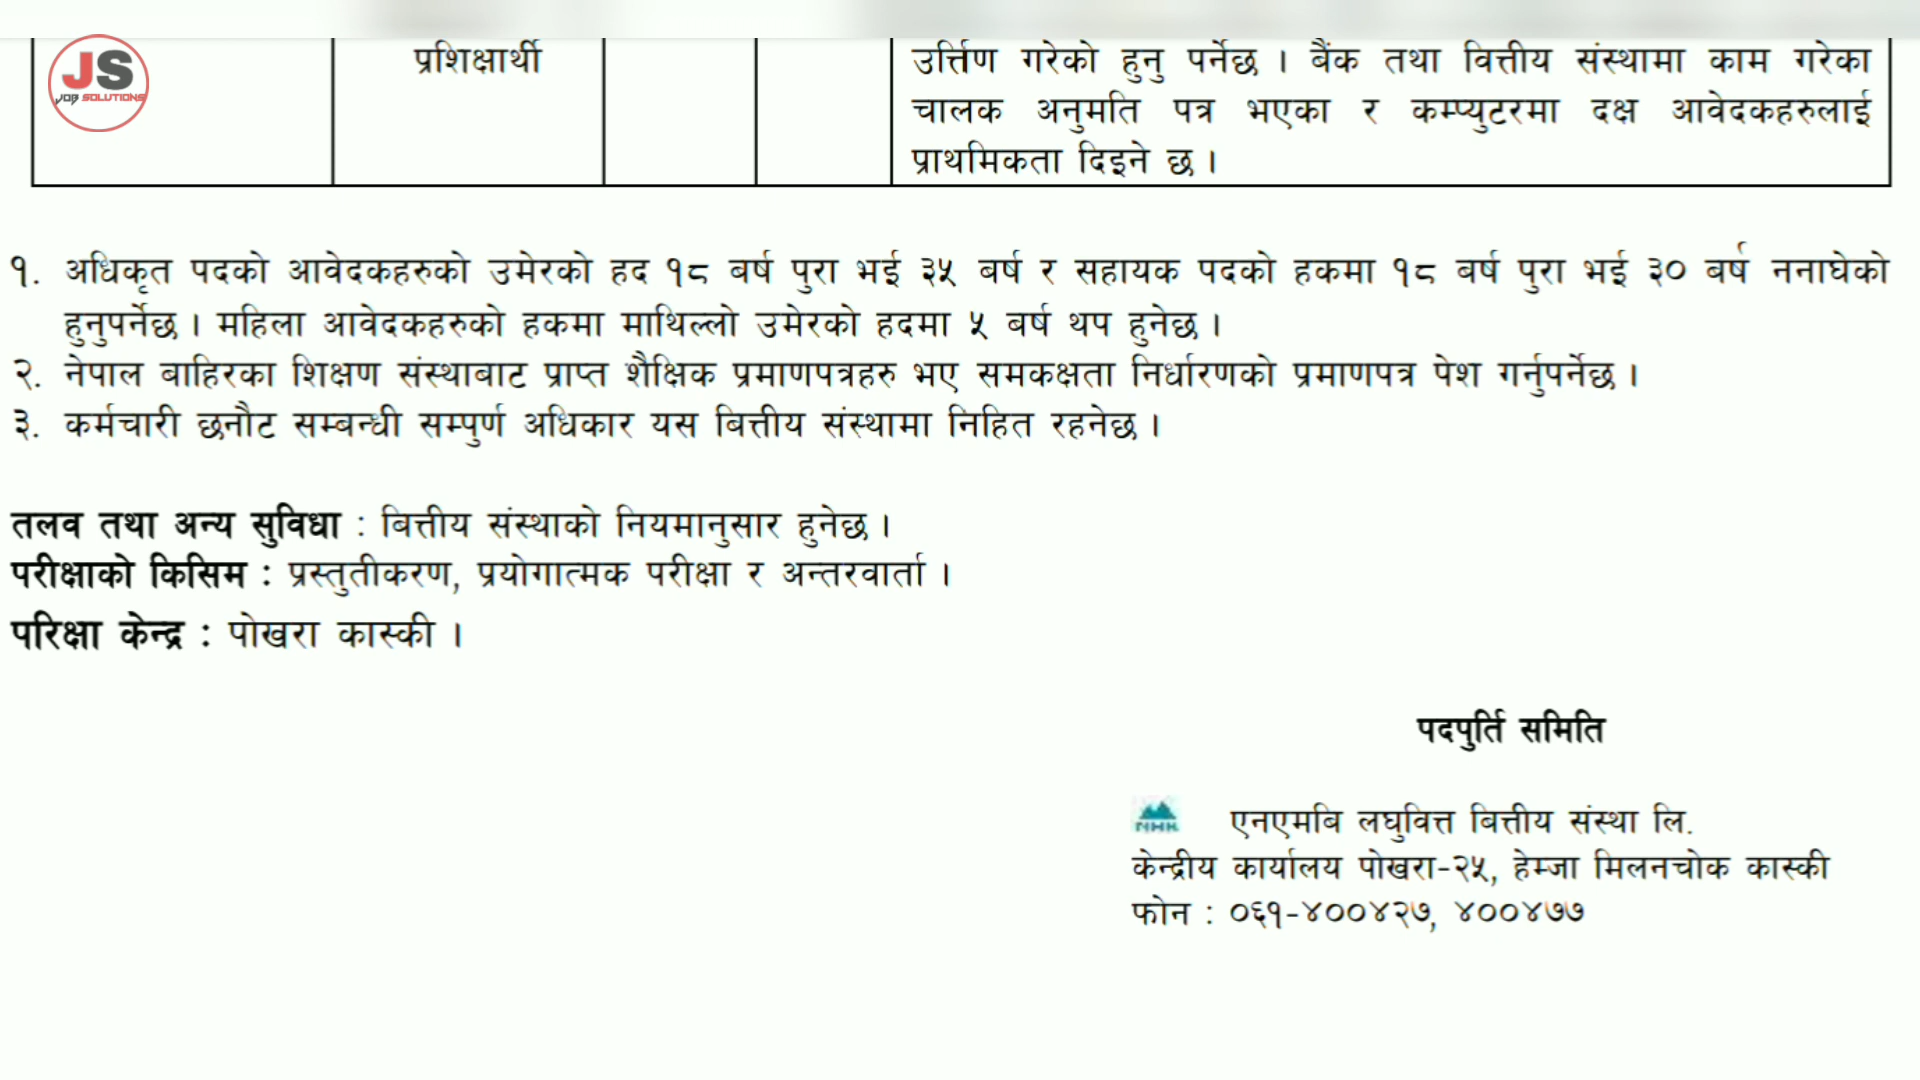 JS
JOB SOLUTIONS
प्रशिक्षार्थी
उर्त्तिण गरेको हुनु पर्नेछ । बैंक तथा वित्तीय संस्थामा काम गरेका
चालक अनुमति पत्र भएका र कम्प्युटरमा दक्ष आवेदकहरुलाई
प्राथमिकता दिइने छ ।
१. अधिकृत पदको आवेदकहरुको उमेरको हद १८ बर्ष पुरा भई ३५ बर्ष र सहायक पदको हकमा १८ बर्ष पुरा भई ३० बर्ष ननाघेको
हुनुपर्नेछ । महिला आवेदकहरुको हकमा माथिल्लो उमेरको हदमा ५ बर्ष थप हुनेछ ।
२. नेपाल बाहिरका शिक्षण संस्थाबाट प्राप्त शैक्षिक प्रमाणपत्रहरु भए समकक्षता निर्धारणको प्रमाणपत्र पेश गर्नुपर्नेछ ।
३. कर्मचारी छनौट सम्बन्धी सम्पुर्ण अधिकार यस बित्तीय संस्थामा निहित रहनेछ ।
तलव तथा अन्य सुविधा : बित्तीय संस्थाको नियमानुसार हुनेछ ।
परीक्षाको किसिम : प्रस्तुतीकरण, प्रयोगात्मक परीक्षा र अन्तरवार्ता ।
परिक्षा केन्द्र : पोखरा कास्की ।
पदपुर्ति समिति
एनएमबि लघुवित्त बित्तीय संस्था लि.
केन्द्रीय कार्यालय पोखरा-२५, हेम्जा मिलनचोक कास्की
फोन : ०६१-४००४२७, ४००४७७